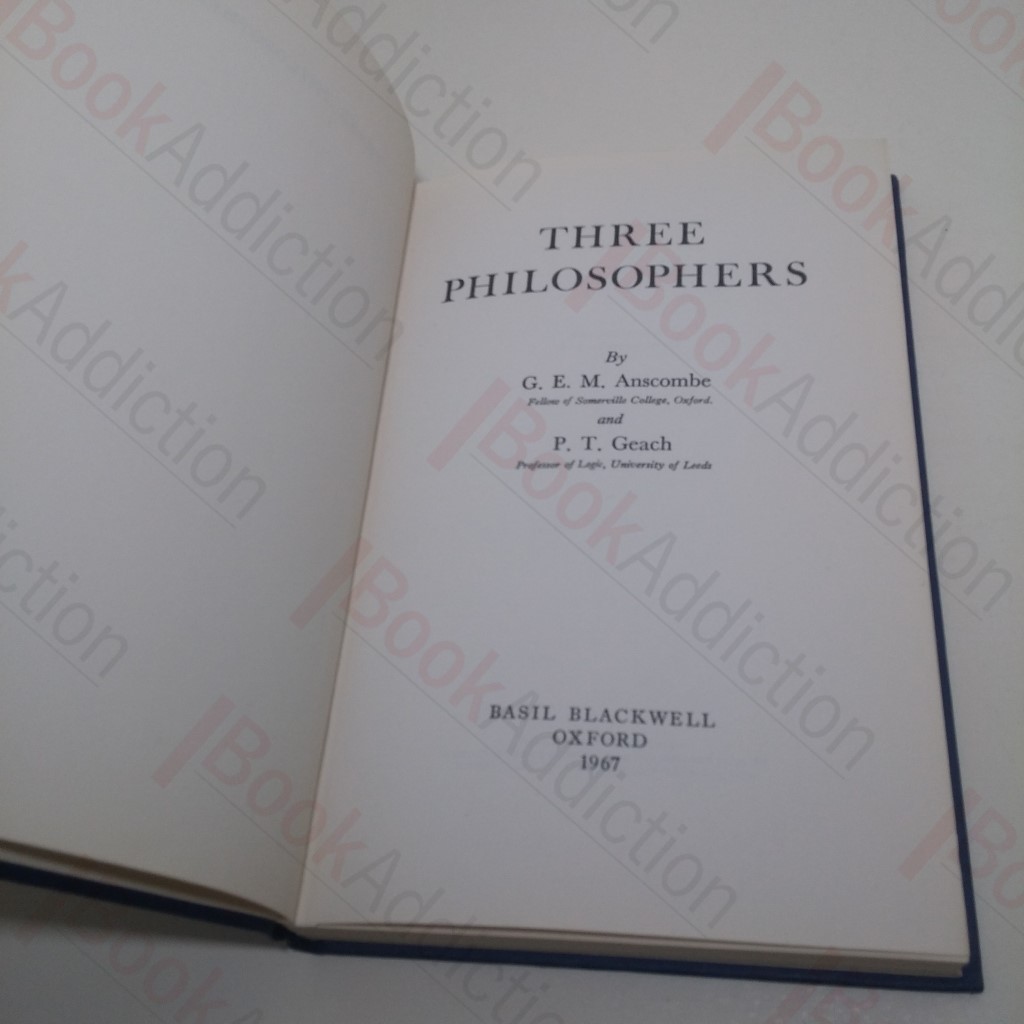 THREE
PHILOSOPHERS
By
G. E. M. Anscombe
Fellow of Somerville College, Oxford.
and
P. T. Geach
Professor of Logic, University of Leeds
BASIL BLACKWELL
OXFORD
1967
BookAddiction